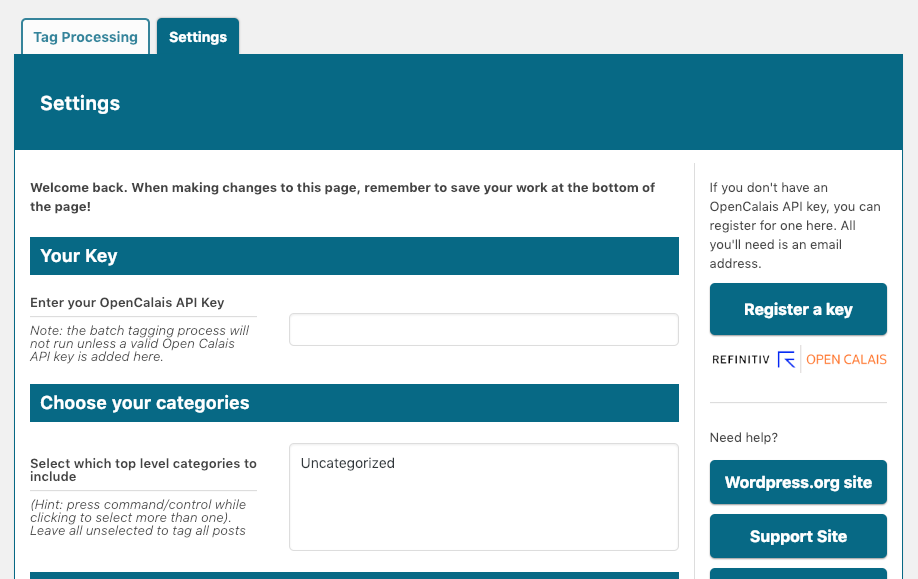 Tag Processing
Settings
Settings
Welcome back. When making changes to this page, remember to save your work at the bottom of
the page!
Your Key
Enter your OpenCalais API Key
Note: the batch tagging process will
not run unless a valid Open Calais
API key is added here.
Choose your categories
Select which top level categories to
include
(Hint: press command/control while
clicking to select more than one).
Leave all unselected to tag all posts
Uncategorized
If you don't have an
OpenCalais API key, you can
register for one here. All
you'll need is an email
address.
Register a key
REFINITIV
OPEN CALAIS
Need help?
Wordpress.org site
Support Site